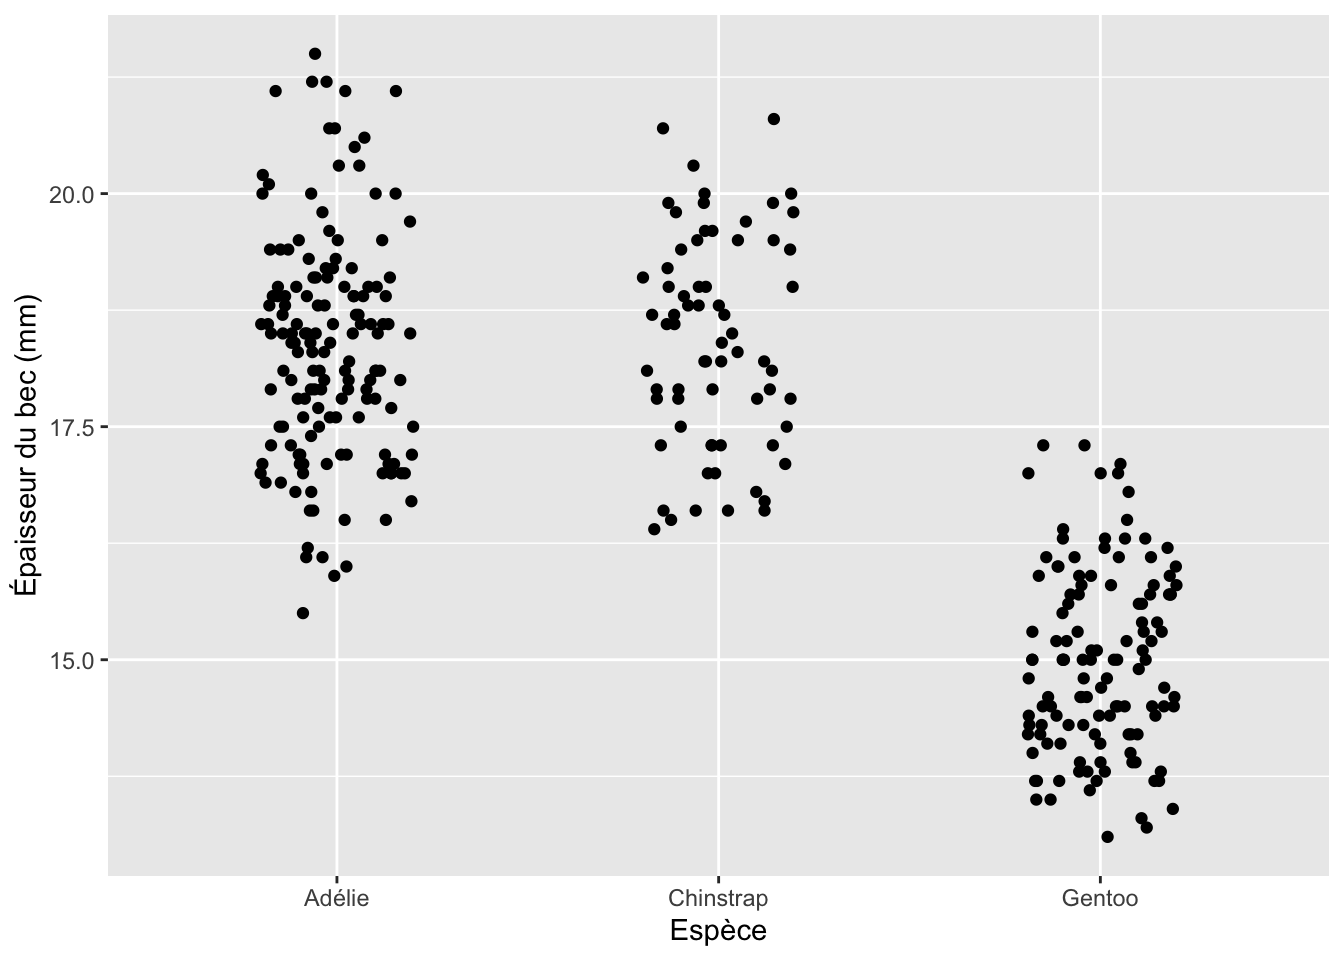 Épaisseur du bec (mm)
20.0
17.5
15.0
Adélie
Chinstrap
Gentoo
Espèce